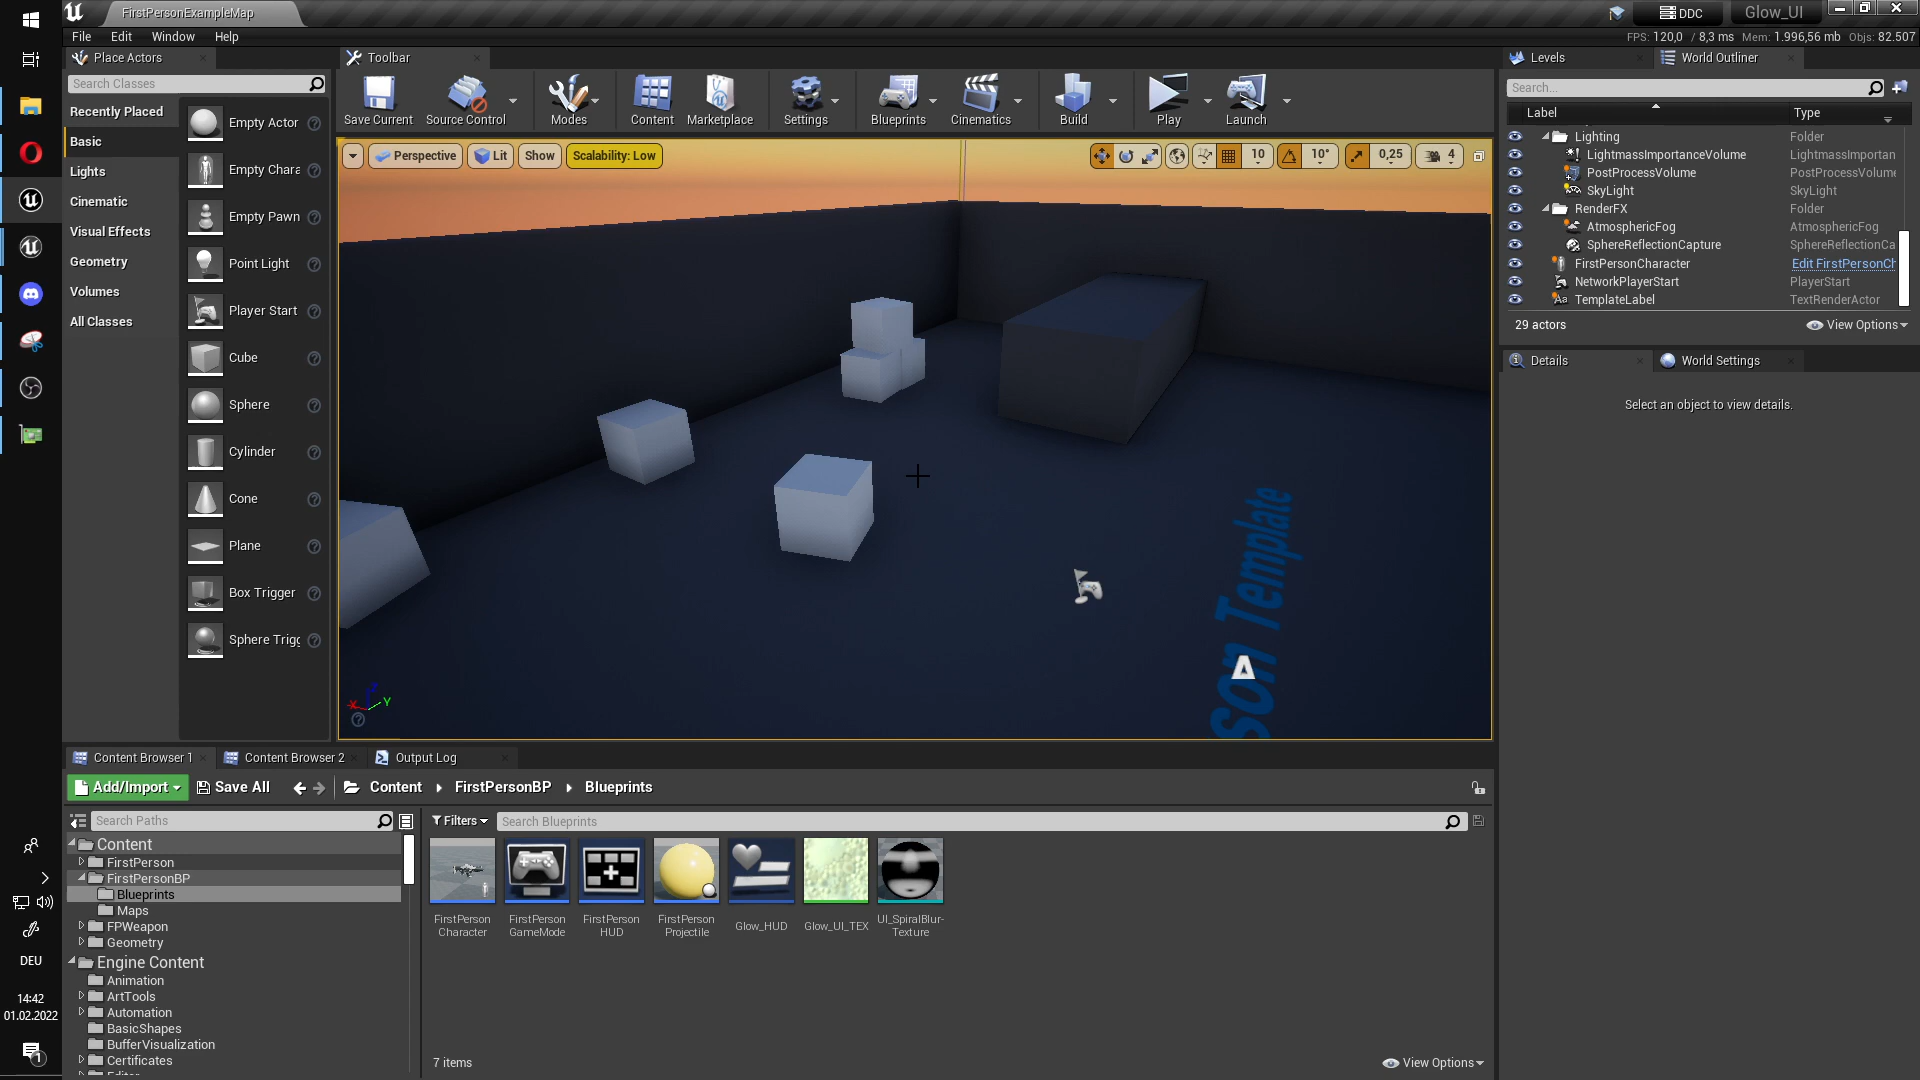 FirstPersonExampleMap
DDC
Glow_UI
File Edit Window Help
FPS: 120,0 / 8,3 ms Mem: 1.996,56 mb Objs: 82.507
Place Actors
Search Classes
Recently Placed
Basic
Lights
Cinematic
Visual Effects
Geometry
Volumes
All Classes
Empty Actor
Empty Chara
Empty Pawn
Point Light
Player Start
Cube
Sphere
Cylinder
Cone
Plane
Box Trigger
Sphere Trigg
Toolbar
Save Current
Source Control
Modes
Content
Marketplace
Settings
Blueprints
Cinematics
Build
Play
Launch
Perspective
Lit
Show
Scalability: Low
10
10°
0,25
4
son Template
X
Z
Y
Levels
World Outliner
Search...
Label
Type
Lighting Folder
LightmassImportanceVolume LightmassImportan
PostProcessVolume PostProcessVolume
SkyLight SkyLight
RenderFX Folder
AtmosphericFog AtmosphericFog
SphereReflectionCapture SphereReflectionCa
FirstPersonCharacter Edit FirstPersonCh
NetworkPlayerStart PlayerStart
TemplateLabel TextRenderActor
29 actors
View Options
Details
World Settings
Select an object to view details.
Content Browser 1
Content Browser 2
Output Log
Add/Import
Save All
Content
FirstPersonBP
Blueprints
Search Paths
Content
FirstPerson
FirstPersonBP
Blueprints
Maps
FPWeapon
Geometry
Engine Content
Animation
ArtTools
Automation
BasicShapes
BufferVisualization
Certificates
Editor
Filters
Search Blueprints
FirstPerson
Character
FirstPerson
GameMode
FirstPerson
HUD
FirstPerson
Projectile
Glow_HUD
Glow_UI_TEX
UI_SpiralBlur-
Texture
7 items
View Options
DEU
14:42
01.02.2022
1